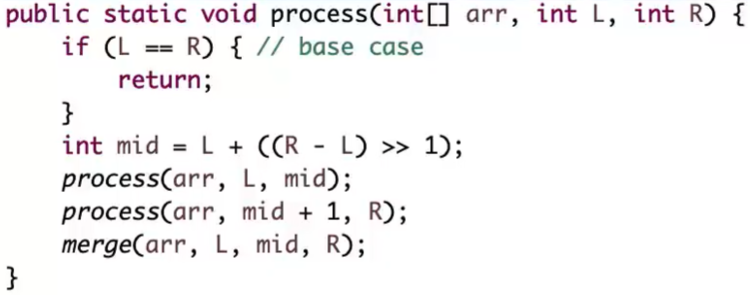 public static void process(int[] arr, int L, int R) {
    if (L == R) { // base case
        return;
    }
    int mid = L + ((R - L) >> 1);
    process(arr, L, mid);
    process(arr, mid + 1, R);
    merge(arr, L, mid, R);
}